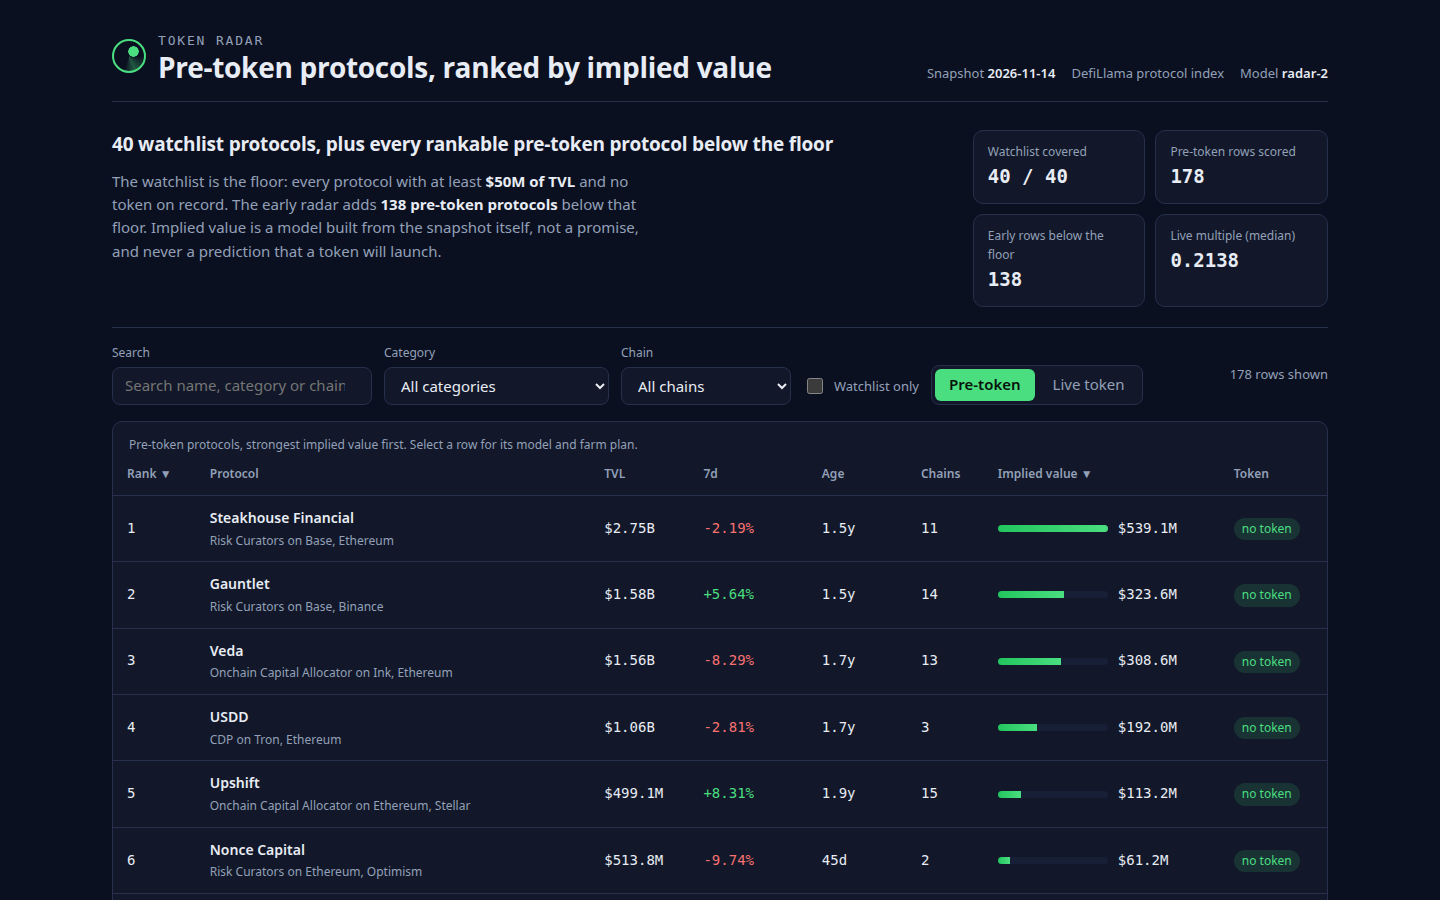 TOKEN RADAR
Pre-token protocols, ranked by implied value
Snapshot 2026-11-14 DefiLlama protocol index Model radar-2
40 watchlist protocols, plus every rankable pre-token protocol below the floor
The watchlist is the floor: every protocol with at least $50M of TVL and no
token on record. The early radar adds 138 pre-token protocols below that
floor. Implied value is a model built from the snapshot itself, not a promise,
and never a prediction that a token will launch.
Watchlist covered
40 / 40
Pre-token rows scored
178
Early rows below the
floor
138
Live multiple (median)
0.2138
Search Category Chain
Search name, category or chain All categories All chains Watchlist only Pre-token Live token 178 rows shown
Pre-token protocols, strongest implied value first. Select a row for its model and farm plan.
Rank ▼ Protocol TVL 7d Age Chains Implied value ▼ Token
1 Steakhouse Financial $2.75B -2.19% 1.5y 11 $539.1M no token
Risk Curators on Base, Ethereum
2 Gauntlet $1.58B +5.64% 1.5y 14 $323.6M no token
Risk Curators on Base, Binance
3 Veda $1.56B -8.29% 1.7y 13 $308.6M no token
Onchain Capital Allocator on Ink, Ethereum
4 USDD $1.06B -2.81% 1.7y 3 $192.0M no token
CDP on Tron, Ethereum
5 Upshift $499.1M +8.31% 1.9y 15 $113.2M no token
Onchain Capital Allocator on Ethereum, Stellar
6 Nonce Capital $513.8M -9.74% 45d 2 $61.2M no token
Risk Curators on Ethereum, Optimism